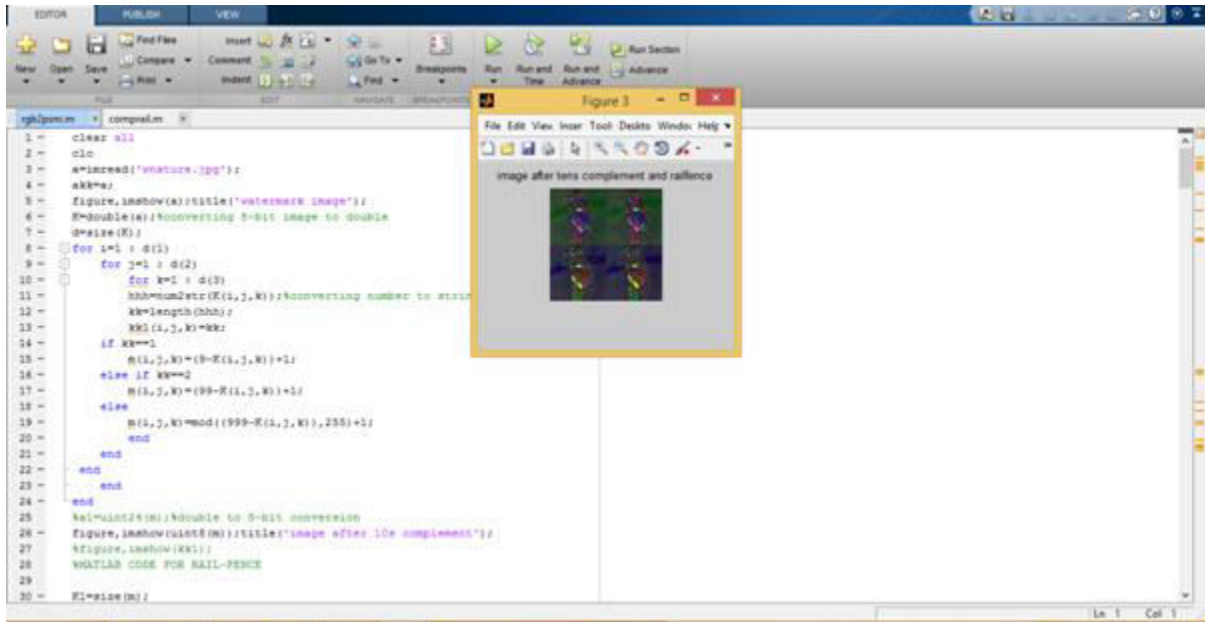 EDITOR PUBLISH VIEW
New Open Save Find Files Compare Print Insert Comment Indent Go To Find Breakpoints Run Run and Time Run and Advance Run Section Advance
FILE EDIT NAVIGATE BREAKPOINTS
rgb2psnr.m comprail.m
1 clear all
2 clc
3 a=imread('wnature.jpg');
4 akk=a;
5 figure,imshow(a);title('watermark image');
6 K=double(a);%converting 8-bit image to double
7 d=size(K);
8 for i=1 : d(1)
9 for j=1 : d(2)
10 for k=1 : d(3)
11 hhh=num2str(K(i,j,k));%converting number to strin
12 kk=length(hhh);
13 kk1(i,j,k)=kk;
14 if kk==1
15 m(i,j,k)=(9-K(i,j,k))+1;
16 else if kk==2
17 m(i,j,k)=(99-K(i,j,k))+1;
18 else
19 m(i,j,k)=mod((999-K(i,j,k)),255)+1;
20 end
21 end
22 end
23 end
24 end
25 %a1=uint24(m);%double to 8-bit conversion
26 figure,imshow(uint8(m));title('image after 10s complement');
27 %figure,imshow(kk1);
28 %MATLAB CODE FOR RAIL-FENCE
29
30 K1=size(m);
Figure 3
File Edit View Inser Tool Deskto Windo Help
image after tens complement and railfence
Ln 1 Col 1